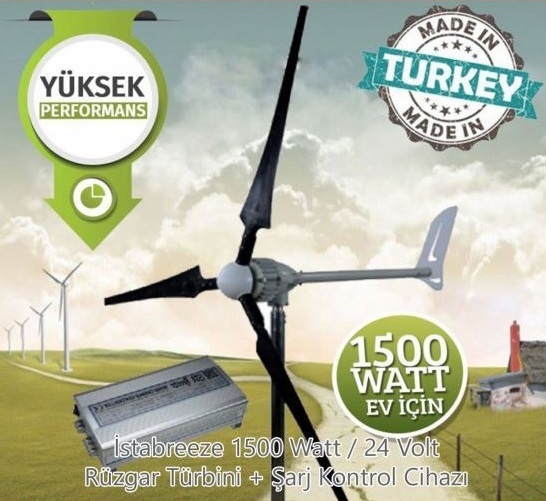 YÜKSEK
PERFORMANS
MADE IN
TURKEY
MADE IN
1500
WATT
EV İÇİN
İstabreeze 1500 Watt / 24 Volt
Rüzgar Türbini + Şarj Kontrol Cihazı